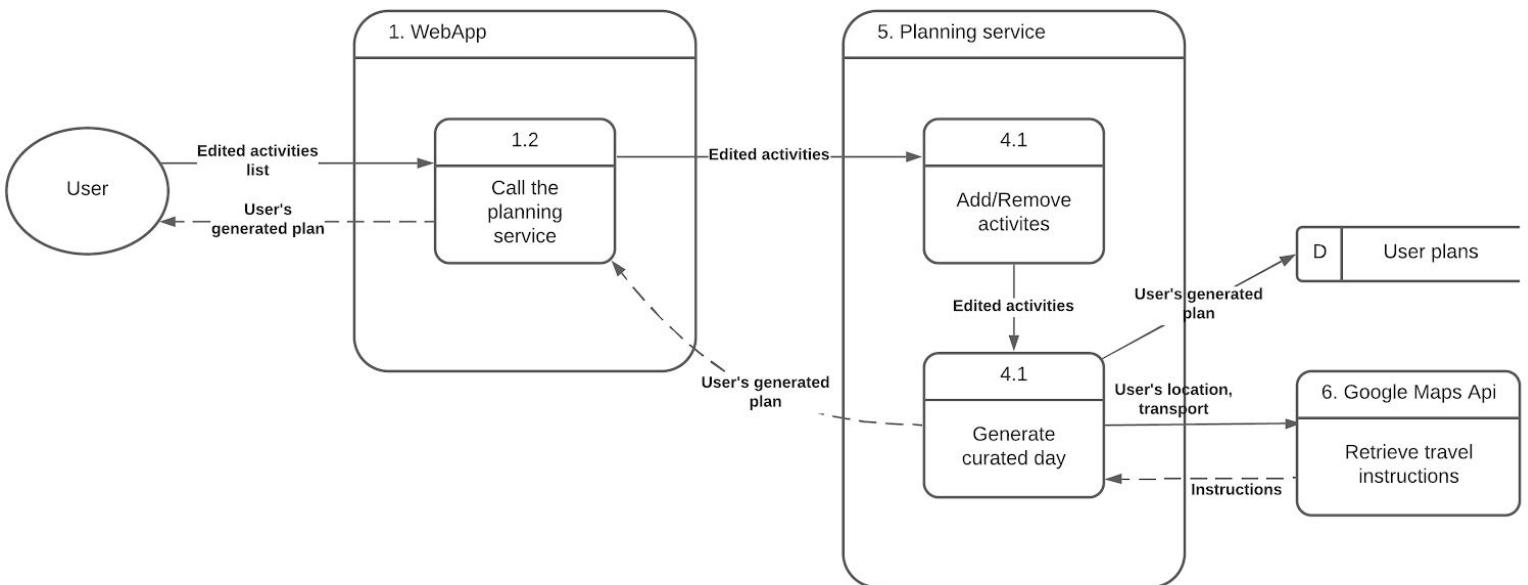 1. WebApp
5. Planning service
User
Edited activities
list
User's
generated plan
1.2
Call the
planning
service
Edited activities
4.1
Add/Remove
activites
Edited activities
User's generated
plan
D
User plans
User's generated
plan
4.1
Generate
curated day
User's location,
transport
Instructions
6. Google Maps Api
Retrieve travel
instructions